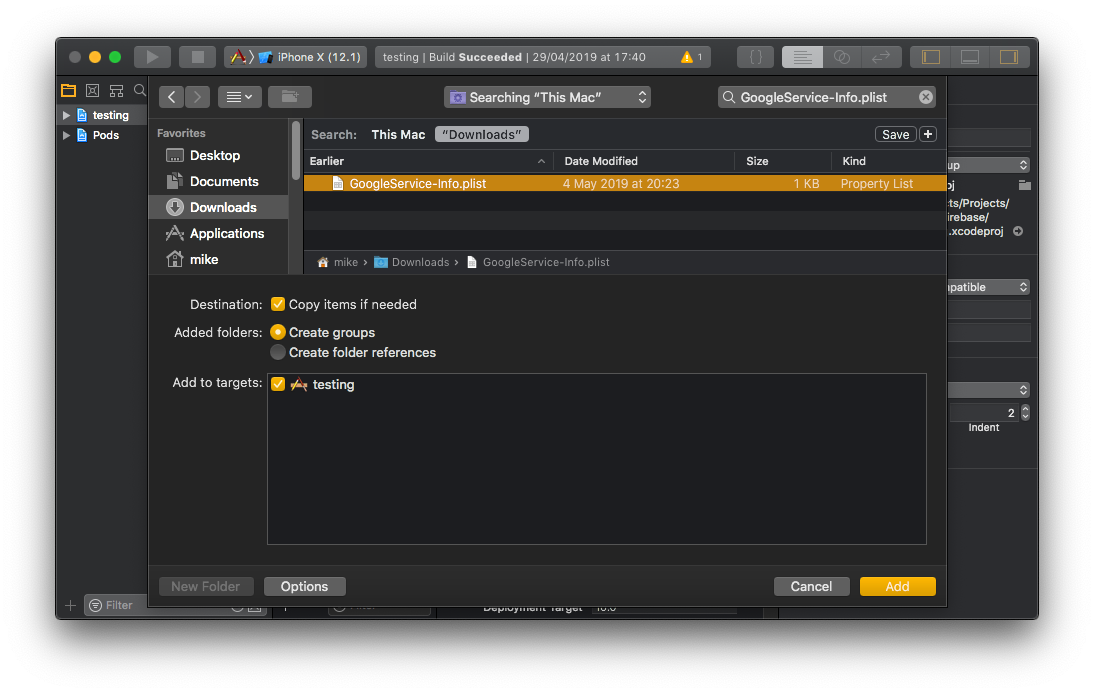 iPhone X (12.1)
testing | Build Succeeded | 29/04/2019 at 17:40
1
{ }
Searching “This Mac”
GoogleService-Info.plist
testing
Pods
Favorites
Desktop
Documents
Downloads
Applications
mike
Search: This Mac “Downloads” Save +
Earlier Date Modified Size Kind
GoogleService-Info.plist 4 May 2019 at 20:23 1 KB Property List
mike › Downloads › GoogleService-Info.plist
up
oj
cts/Projects/
irebase/
.xcodeproj
mpatible
2
Indent
Destination: Copy items if needed
Added folders: Create groups
Create folder references
Add to targets: testing
New Folder Options Cancel Add
Filter
Deployment Target 10.0